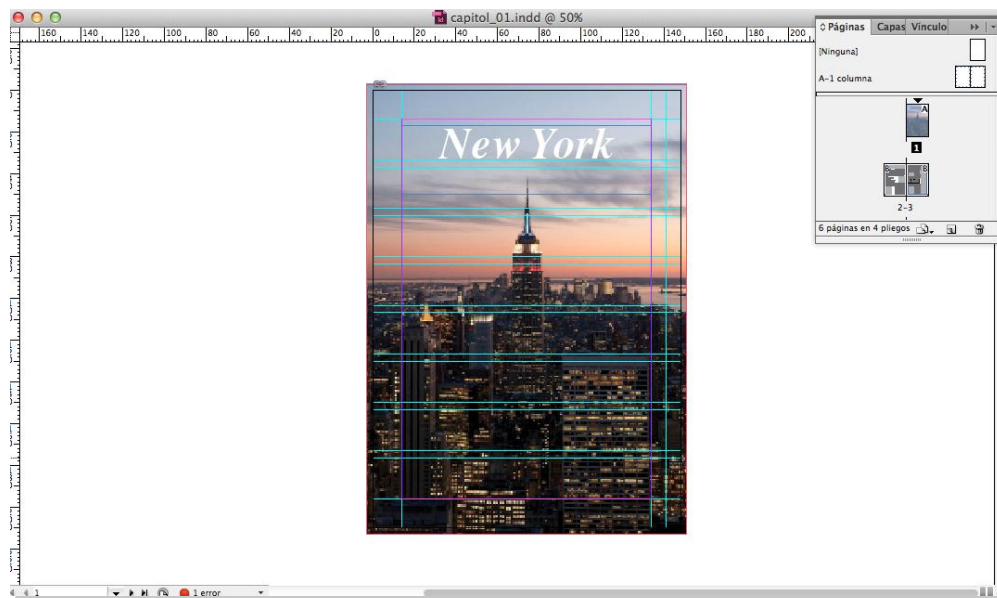 capitol_01.indd @ 50%
160 140 120 100 80 60 40 20 0 20 40 60 80 100 120 140 160 180 200
Páginas Capas Vínculo
[Ninguna]
A-1 columna
A
1
2-3
6 páginas en 4 pliegos
New York
1
1 error